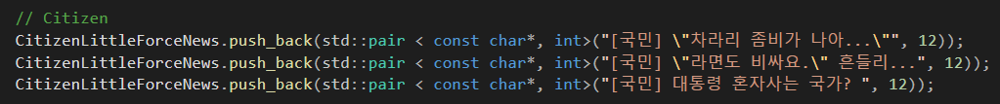 // Citizen
CitizenLittleForceNews.push_back(std::pair < const char*, int>("[국민] \"차라리 좀비가 나아...\"", 12));
CitizenLittleForceNews.push_back(std::pair < const char*, int>("[국민] \"라면도 비싸요.\" 흔들리...", 12));
CitizenLittleForceNews.push_back(std::pair < const char*, int>("[국민] 대통령 혼자사는 국가? ", 12));